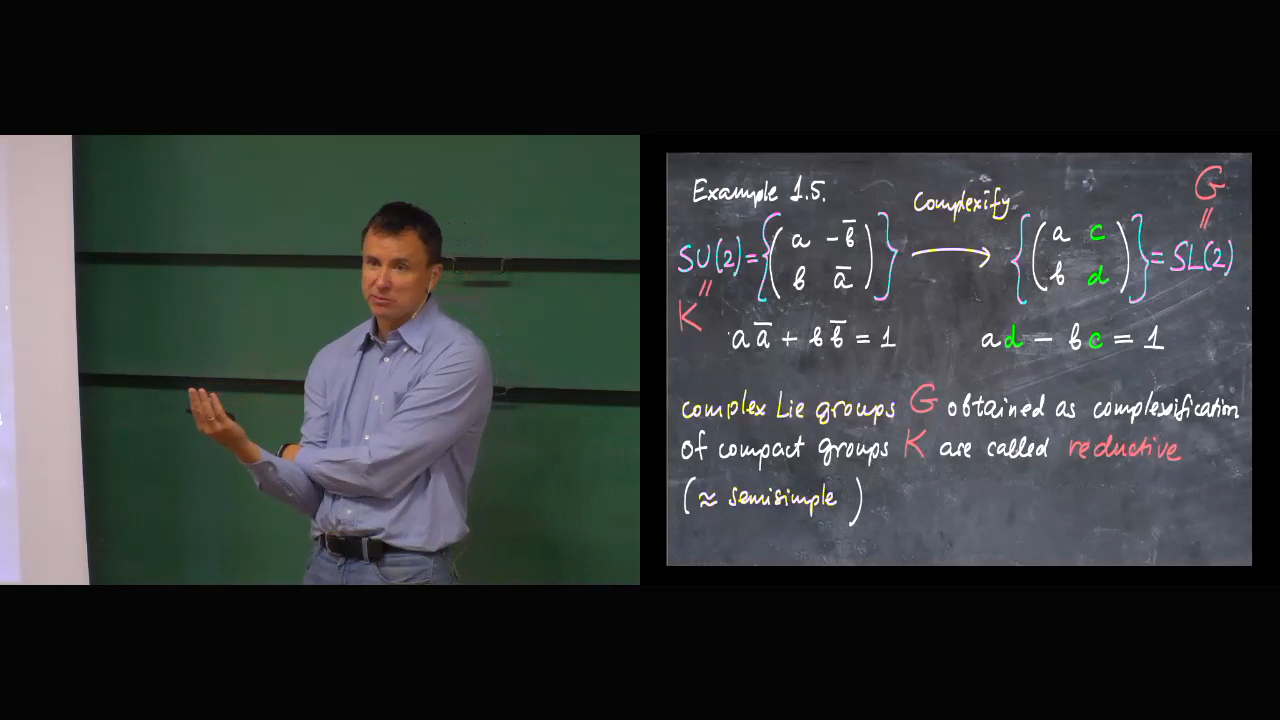 Example 1.5.
Complexify
G
=
SU(2) = {( a -b̄
b ā )} → {( a c
b d )} = SL(2)
=
K
aā + bb̄ = 1
ad - bc = 1
complex Lie groups G obtained as complexification
of compact groups K are called reductive
(≈ semisimple)